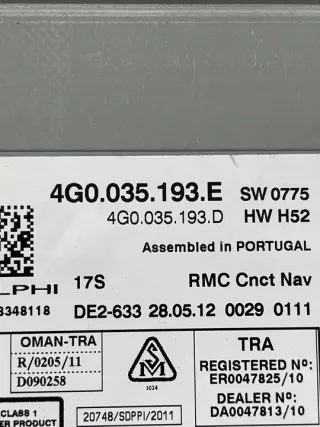 4G0.035.193.E SW 0775
4G0.035.193.D HW H52
Assembled in PORTUGAL
LPHI 17S RMC Cnct Nav
3348118 DE2-633 28.05.12 0029 0111
OMAN-TRA
R/0205/11
D090258
3024
TRA
REGISTERED Nº:
ER0047825/10
DEALER Nº:
DA0047813/10
CLASS 1
ER PRODUCT
20748/SDPPI/2011